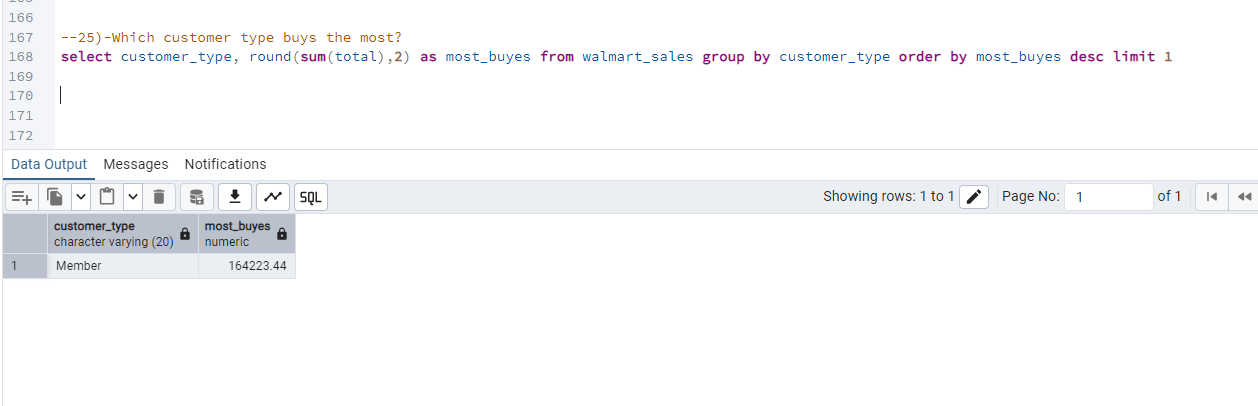 166
167 --25)-Which customer type buys the most?
168 select customer_type, round(sum(total),2) as most_buyes from walmart_sales group by customer_type order by most_buyes desc limit 1
169
170
171
172
Data Output Messages Notifications
SQL Showing rows: 1 to 1 Page No: 1 of 1
customer_type most_buyes
character varying (20) numeric
1 Member 164223.44